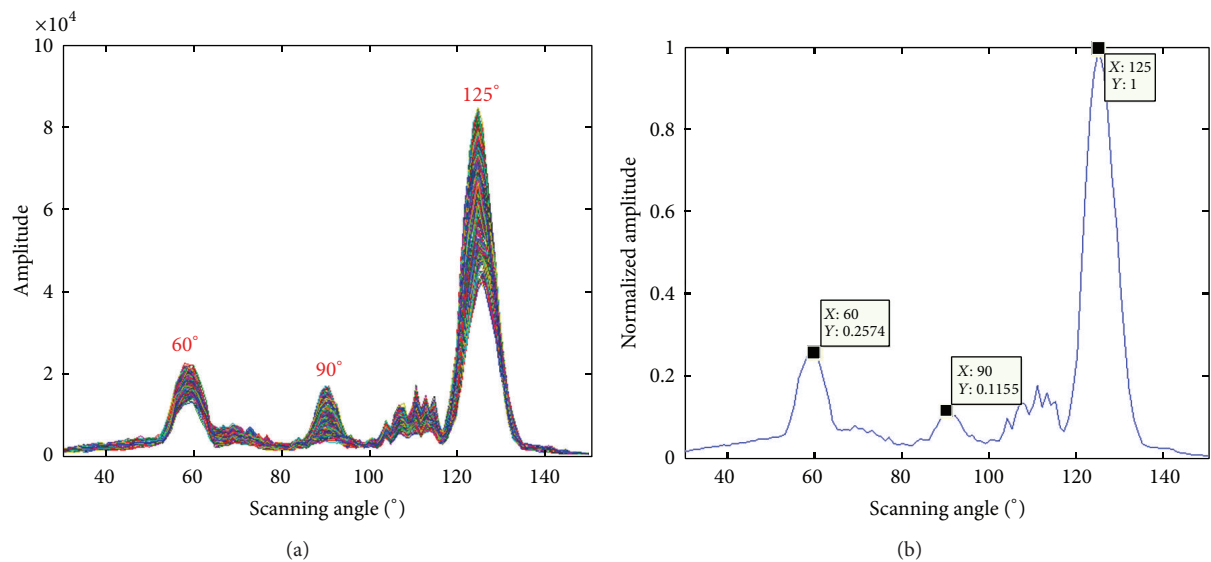 ×10⁴
10
8
6
4
2
0
Amplitude
60°
90°
125°
40 60 80 100 120 140
Scanning angle (°)
(a)
1
0.8
0.6
0.4
0.2
0
Normalized amplitude
X: 60
Y: 0.2574
X: 90
Y: 0.1155
X: 125
Y: 1
40 60 80 100 120 140
Scanning angle (°)
(b)